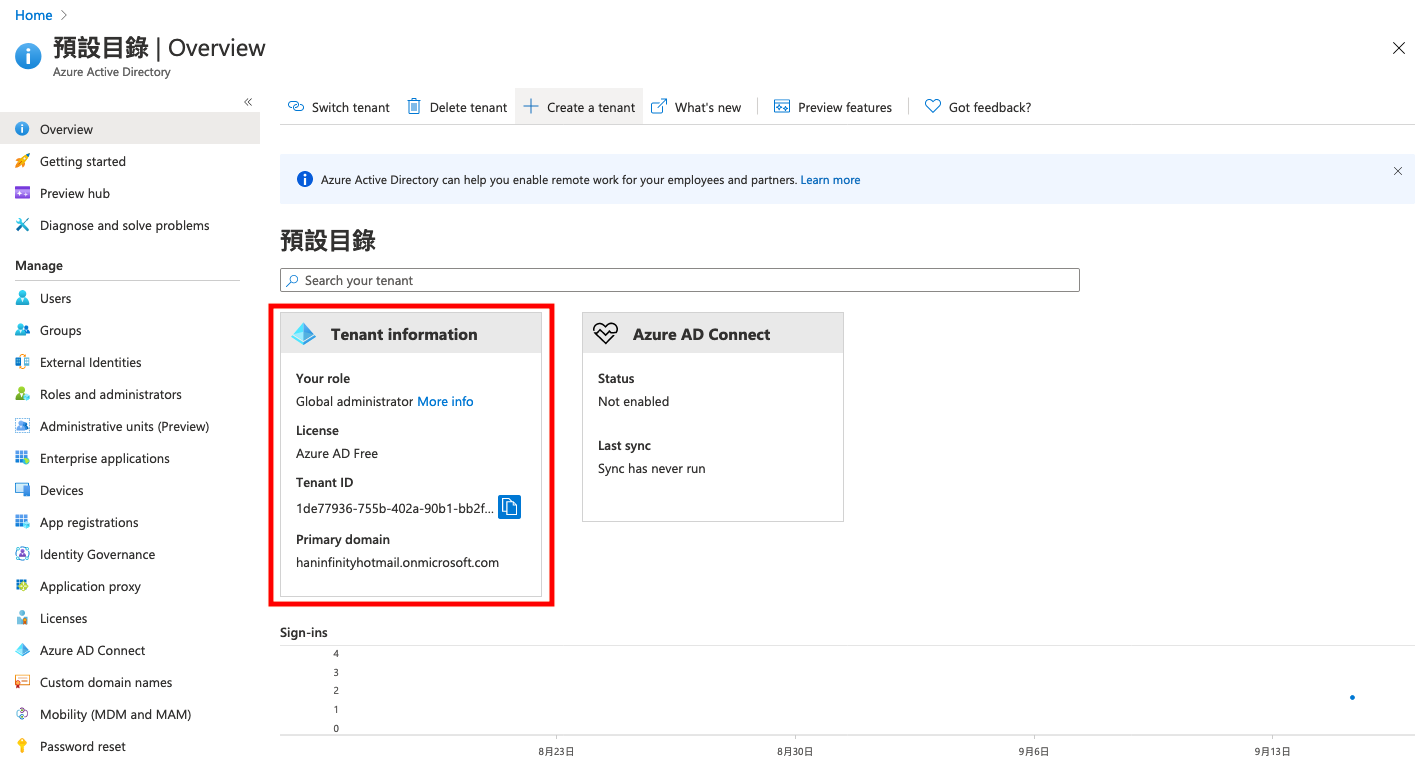 Home
預設目錄 | Overview
Azure Active Directory
Overview
Getting started
Preview hub
Diagnose and solve problems
Manage
Users
Groups
External Identities
Roles and administrators
Administrative units (Preview)
Enterprise applications
Devices
App registrations
Identity Governance
Application proxy
Licenses
Azure AD Connect
Custom domain names
Mobility (MDM and MAM)
Password reset
Switch tenant
Delete tenant
Create a tenant
What's new
Preview features
Got feedback?
Azure Active Directory can help you enable remote work for your employees and partners. Learn more
預設目錄
Search your tenant
Tenant information
Your role
Global administrator More info
License
Azure AD Free
Tenant ID
1de77936-755b-402a-90b1-bb2f...
Primary domain
haninfinityhotmail.onmicrosoft.com
Azure AD Connect
Status
Not enabled
Last sync
Sync has never run
Sign-ins
4
3
2
1
0
8月23日
8月30日
9月6日
9月13日